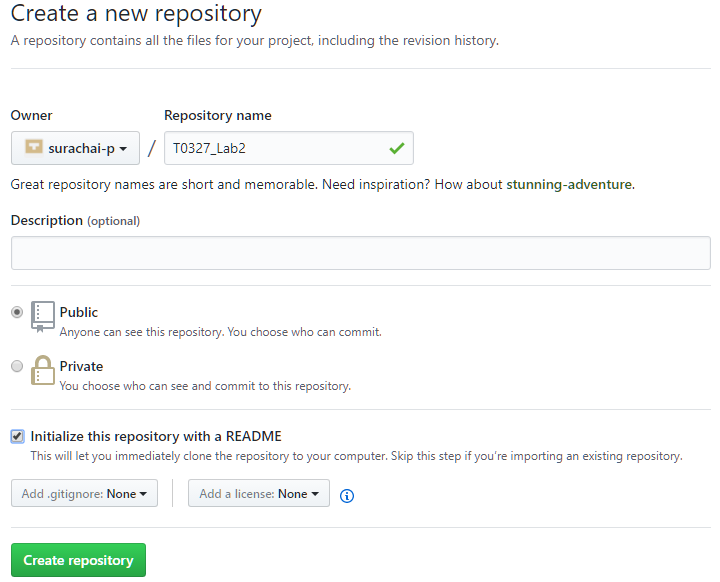 Create a new repository
A repository contains all the files for your project, including the revision history.
Owner
Repository name
surachai-p
/
T0327_Lab2
Great repository names are short and memorable. Need inspiration? How about stunning-adventure.
Description (optional)
Public
Anyone can see this repository. You choose who can commit.
Private
You choose who can see and commit to this repository.
Initialize this repository with a README
This will let you immediately clone the repository to your computer. Skip this step if you're importing an existing repository.
Add .gitignore: None
Add a license: None
Create repository